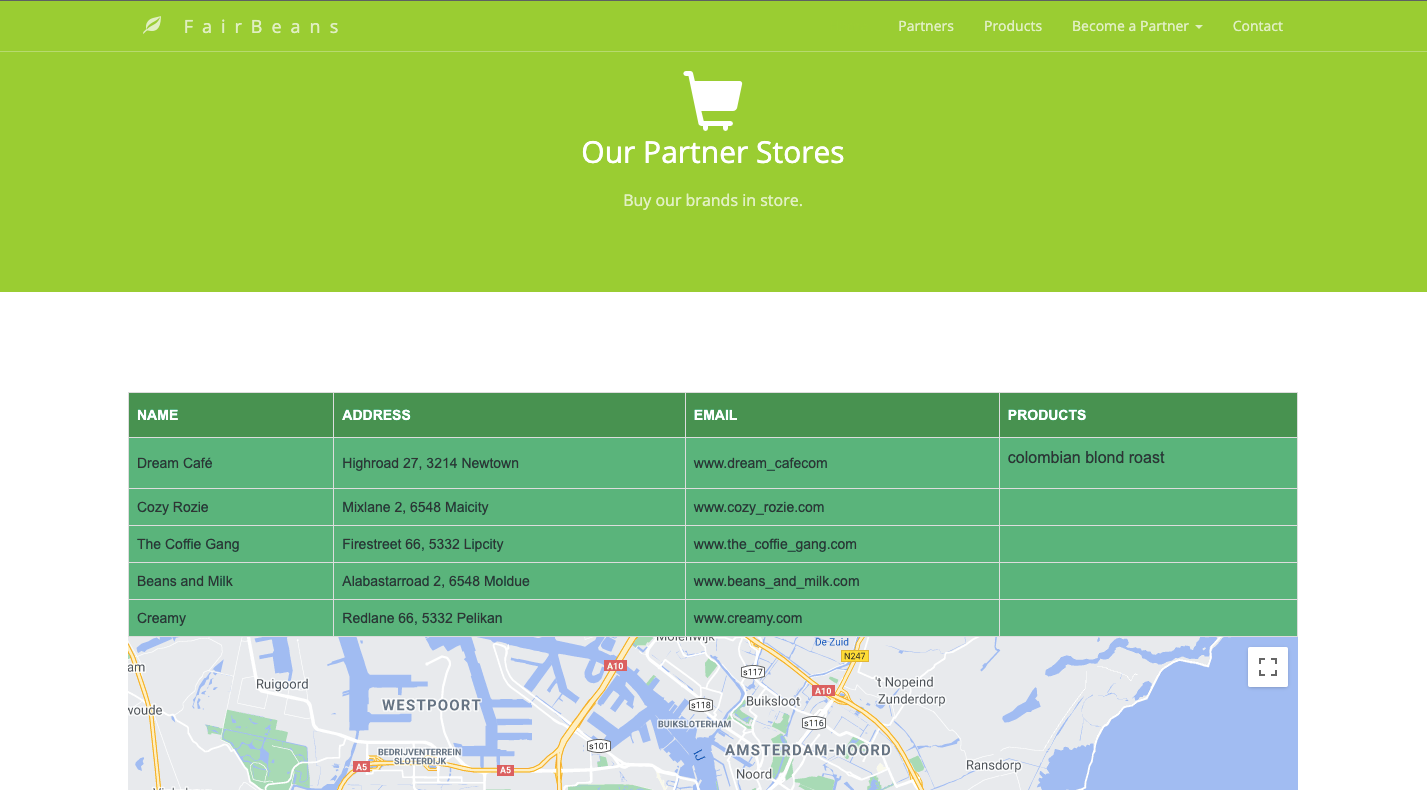 FairBeans Partners Products Become a Partner Contact
Our Partner Stores
Buy our brands in store.
NAME ADDRESS EMAIL PRODUCTS
Dream Café Highroad 27, 3214 Newtown www.dream_cafecom colombian blond roast
Cozy Rozie Mixlane 2, 6548 Maicity www.cozy_rozie.com
The Coffie Gang Firestreet 66, 5332 Lipcity www.the_coffie_gang.com
Beans and Milk Alabastarroad 2, 6548 Moldue www.beans_and_milk.com
Creamy Redlane 66, 5332 Pelikan www.creamy.com
De Zuid
N247
A10
s117
Ruigoord
't Nopeind
A10
Zunderdorp
WESTPOORT
s118
Buiksloot
BUIKSLOTERHAM
s116
s101
BEDRIJVENTERREIN
SLOTERDIJK
AMSTERDAM-NOORD
IJ
A5
A5
Noord
Ransdorp